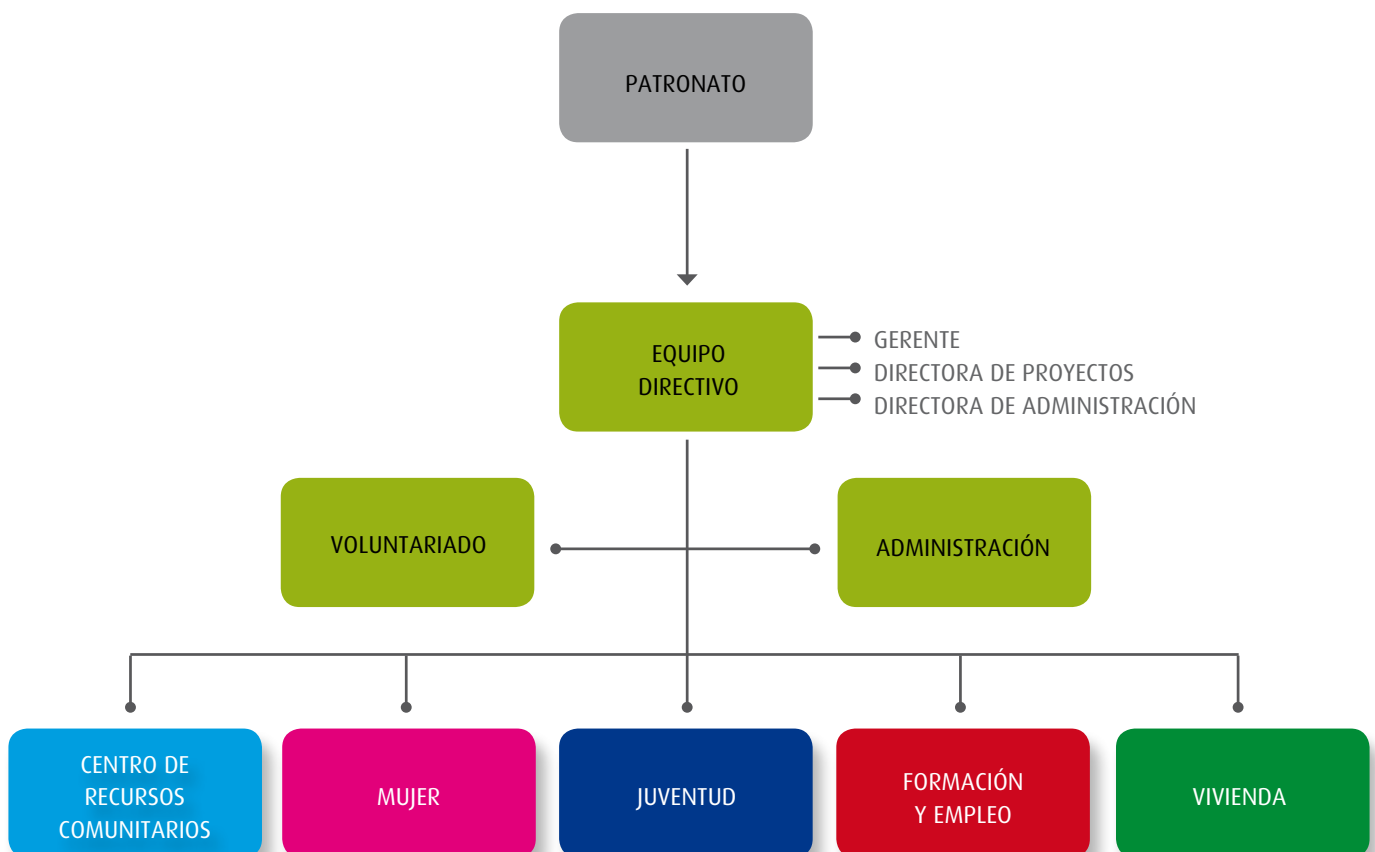 PATRONATO
EQUIPO
DIRECTIVO
GERENTE
DIRECTORA DE PROYECTOS
DIRECTORA DE ADMINISTRACIÓN
VOLUNTARIADO
ADMINISTRACIÓN
CENTRO DE
RECURSOS
COMUNITARIOS
MUJER
JUVENTUD
FORMACIÓN
Y EMPLEO
VIVIENDA